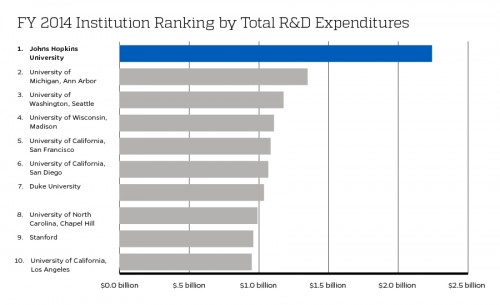 FY 2014 Institution Ranking by Total R&D Expenditures
1. Johns Hopkins
University
2. University of
Michigan, Ann Arbor
3. University of
Washington, Seattle
4. University of Wisconsin,
Madison
5. University of California,
San Francisco
6. University of California,
San Diego
7. Duke University
8. University of North
Carolina, Chapel Hill
9. Stanford
10. University of California,
Los Angeles
$0.0 billion $.5 billion $1.0 billion $1.5 billion $2.0 billion $2.5 billion